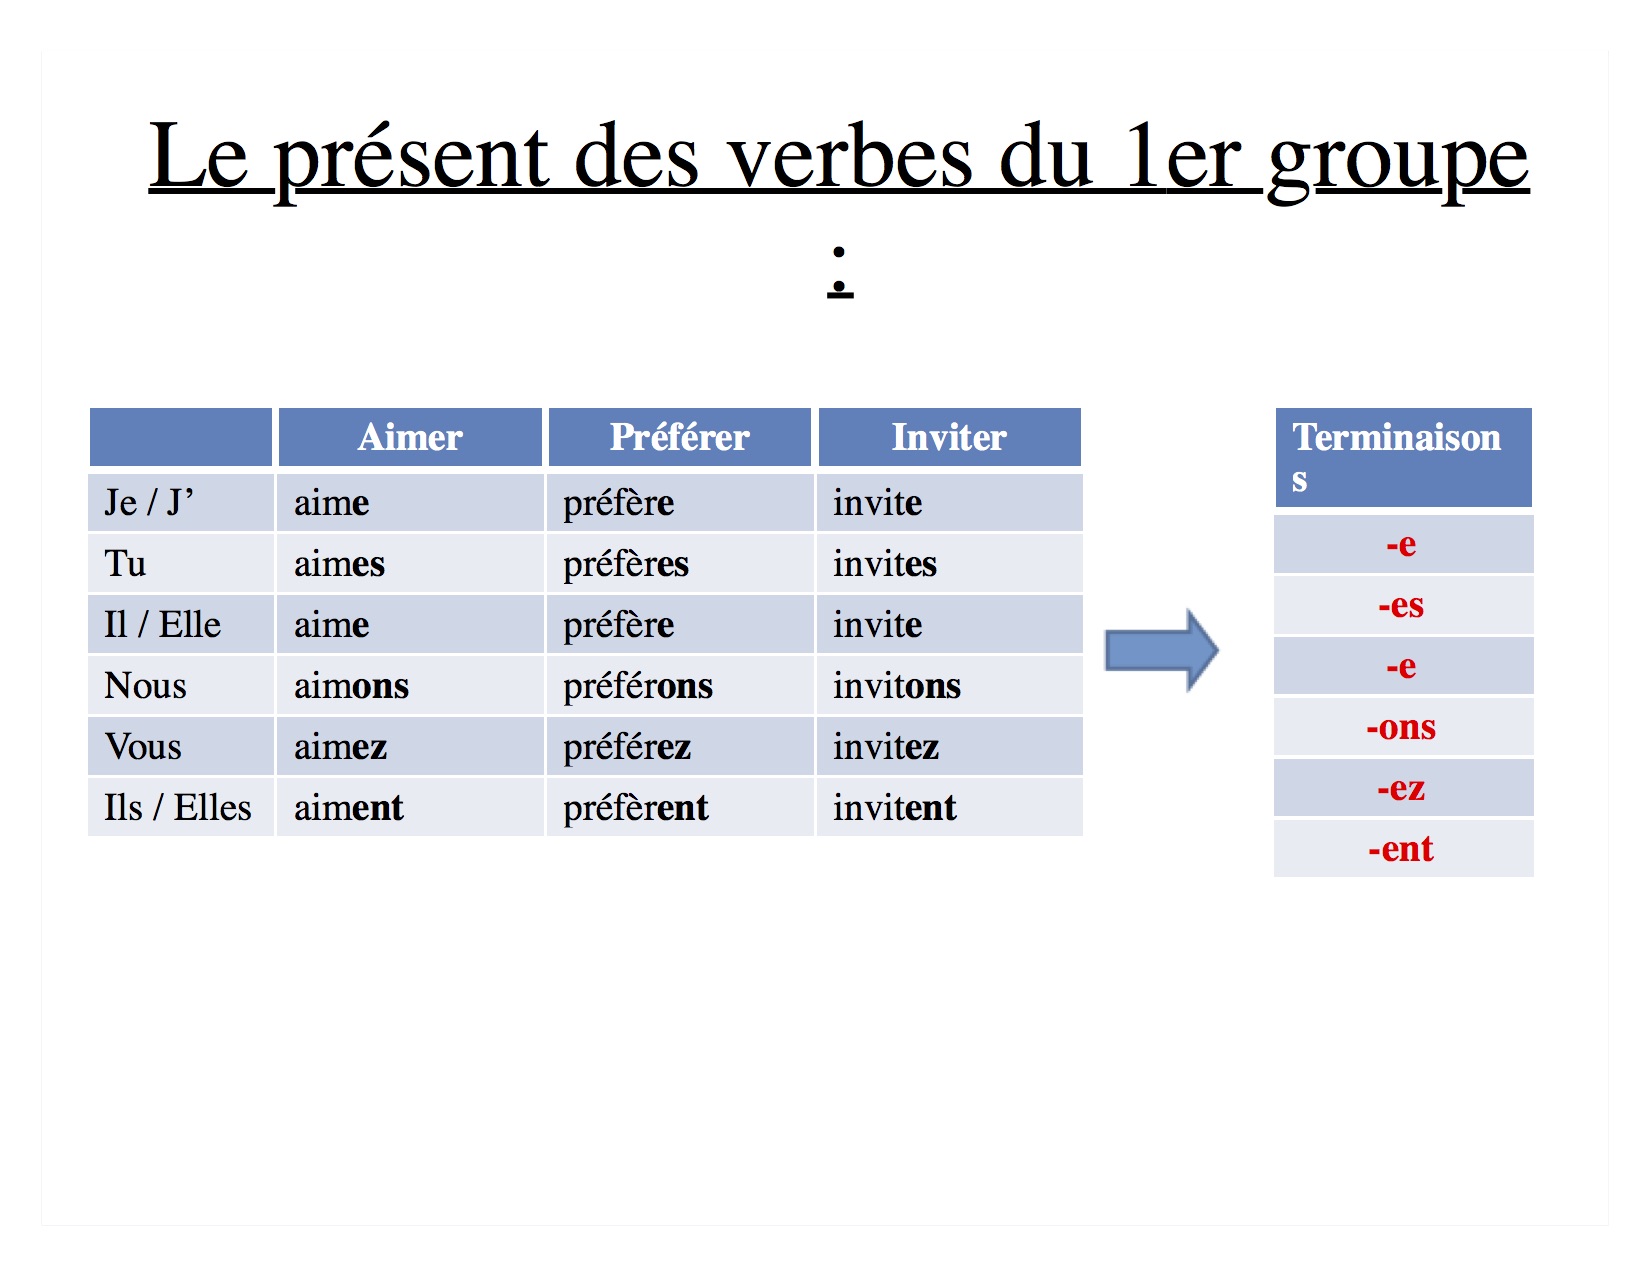 Le présent des verbes du 1er groupe
:
Aimer Préférer Inviter
Je / J’ aime préfère invite
Tu aimes préfères invites
Il / Elle aime préfère invite
Nous aimons préférons invitons
Vous aimez préférez invitez
Ils / Elles aiment préfèrent invitent
Terminaison
s
-e
-es
-e
-ons
-ez
-ent